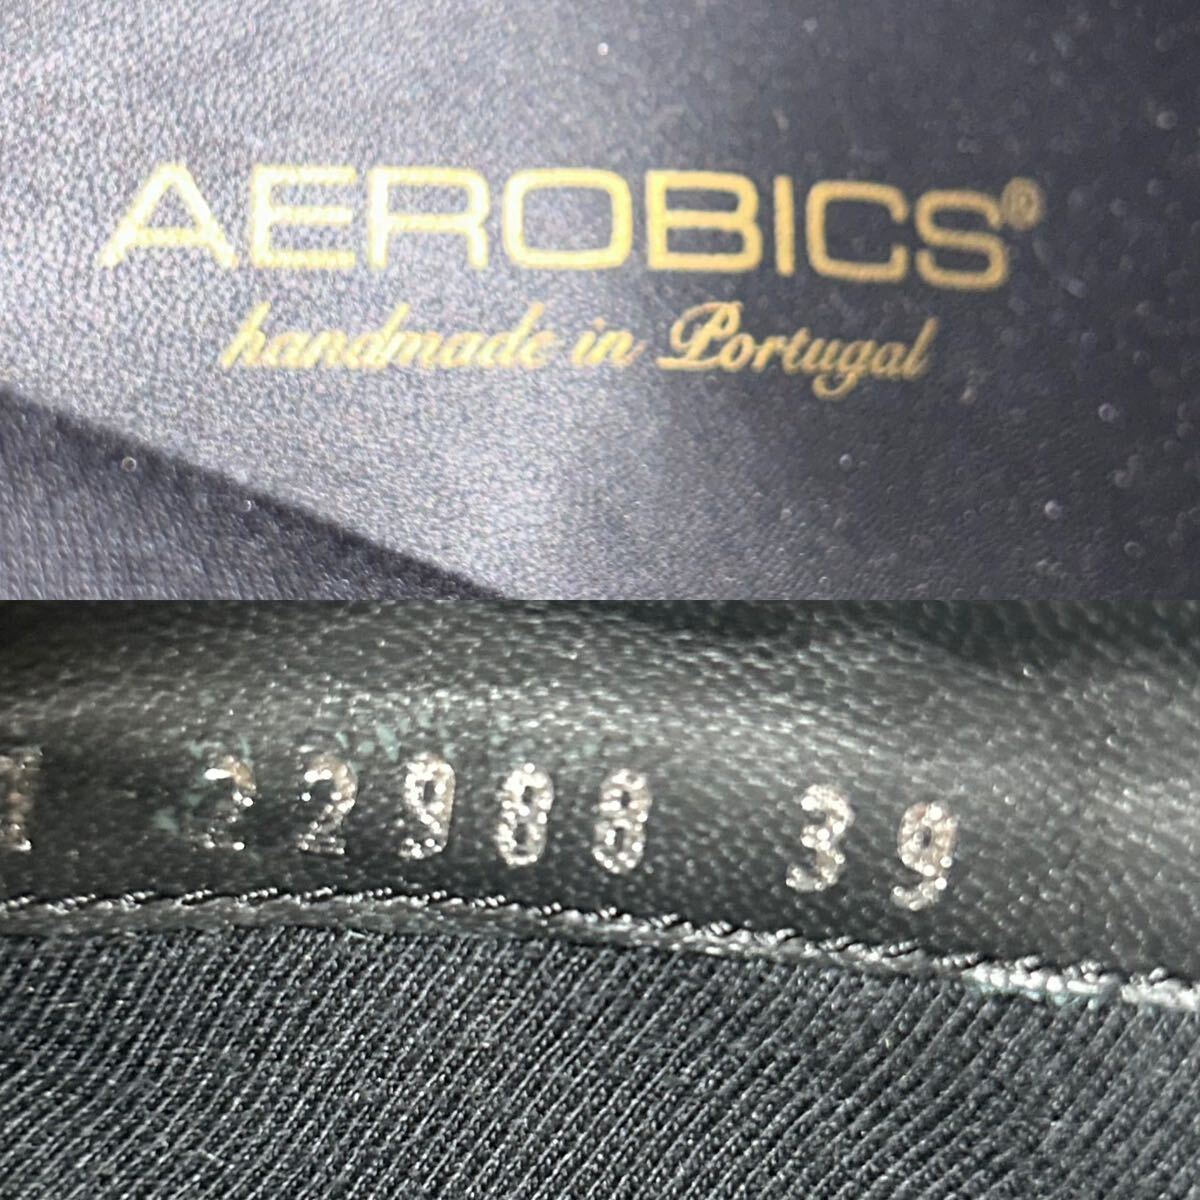 AEROBICS®
handmade in Portugal
22988 39